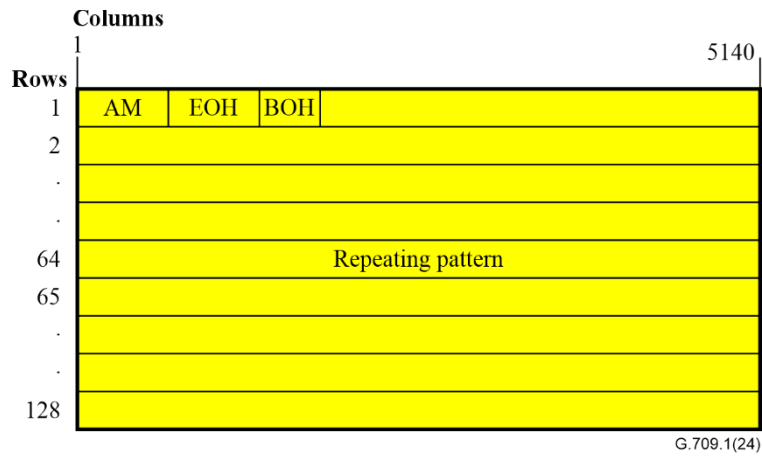 Columns
1 5140
Rows
1 AM EOH BOH
2
.
.
64 Repeating pattern
65
.
.
128
G.709.1(24)